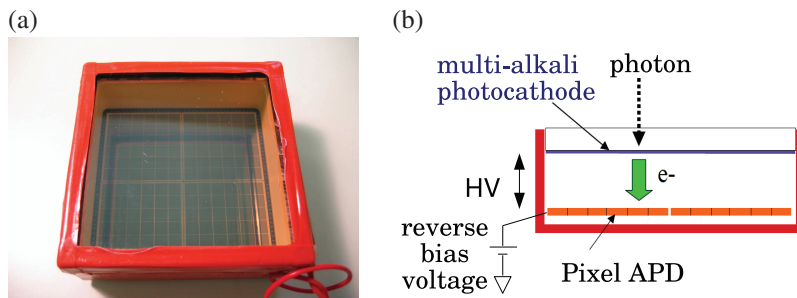 (a)
(b)
multi-alkali
photocathode
photon
HV
e-
reverse
bias
voltage
Pixel APD